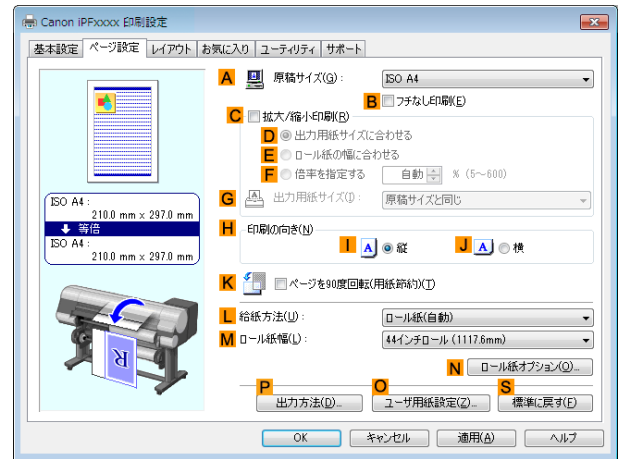 Canon iPFxxxx 印刷設定
基本設定 ページ設定 レイアウト お気に入り ユーティリティ サポート
A 原稿サイズ(G): ISO A4
B フチなし印刷(E)
C 拡大/縮小印刷(R)
D 出力用紙サイズに合わせる
E ロール紙の幅に合わせる
F 倍率を指定する 自動 % (5～600)
G 出力用紙サイズ(I): 原稿サイズと同じ
ISO A4:
210.0 mm x 297.0 mm
等倍
ISO A4:
210.0 mm x 297.0 mm
H 印刷の向き(N)
I A 縦 J A 横
K ページを90度回転(用紙節約)(T)
L 給紙方法(U): ロール紙(自動)
M ロール紙幅(L): 44インチロール (1117.6mm)
N ロール紙オプション(O)...
P O S
出力方法(D)... ユーザ用紙設定(Z)... 標準に戻す(F)
OK キャンセル 適用(A) ヘルプ